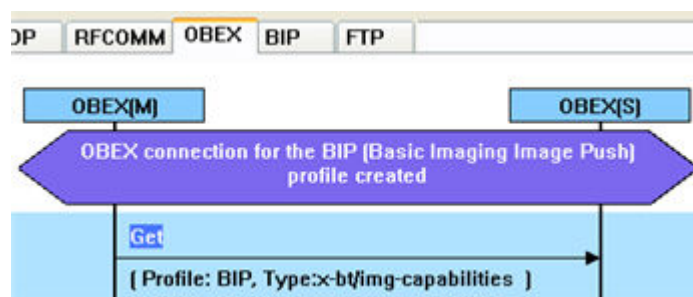 OP RFCOMM OBEX BIP FTP
OBEX(M) OBEX(S)
OBEX connection for the BIP (Basic Imaging Image Push)
profile created
Get
( Profile: BIP, Type:x-bt/img-capabilities )